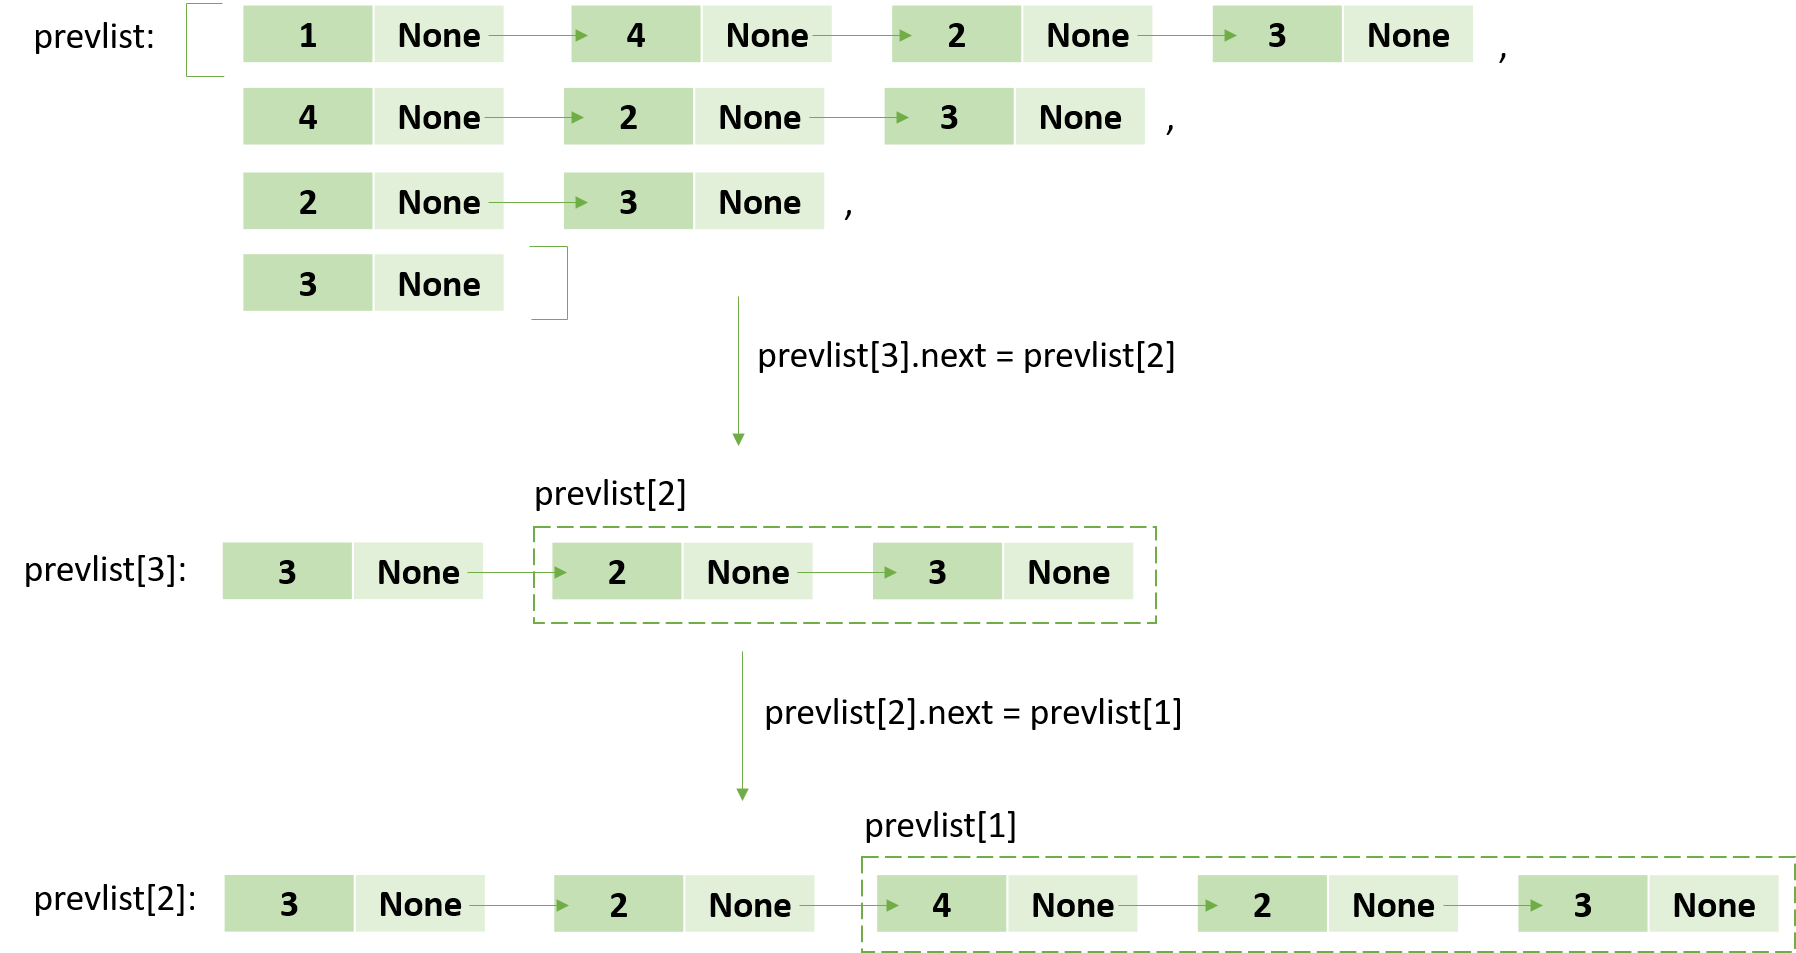 prevlist: 1 None 4 None 2 None 3 None ,
4 None 2 None 3 None ,
2 None 3 None ,
3 None
prevlist[3].next = prevlist[2]
prevlist[2]
prevlist[3]: 3 None 2 None 3 None
prevlist[2].next = prevlist[1]
prevlist[1]
prevlist[2]: 3 None 2 None 4 None 2 None 3 None